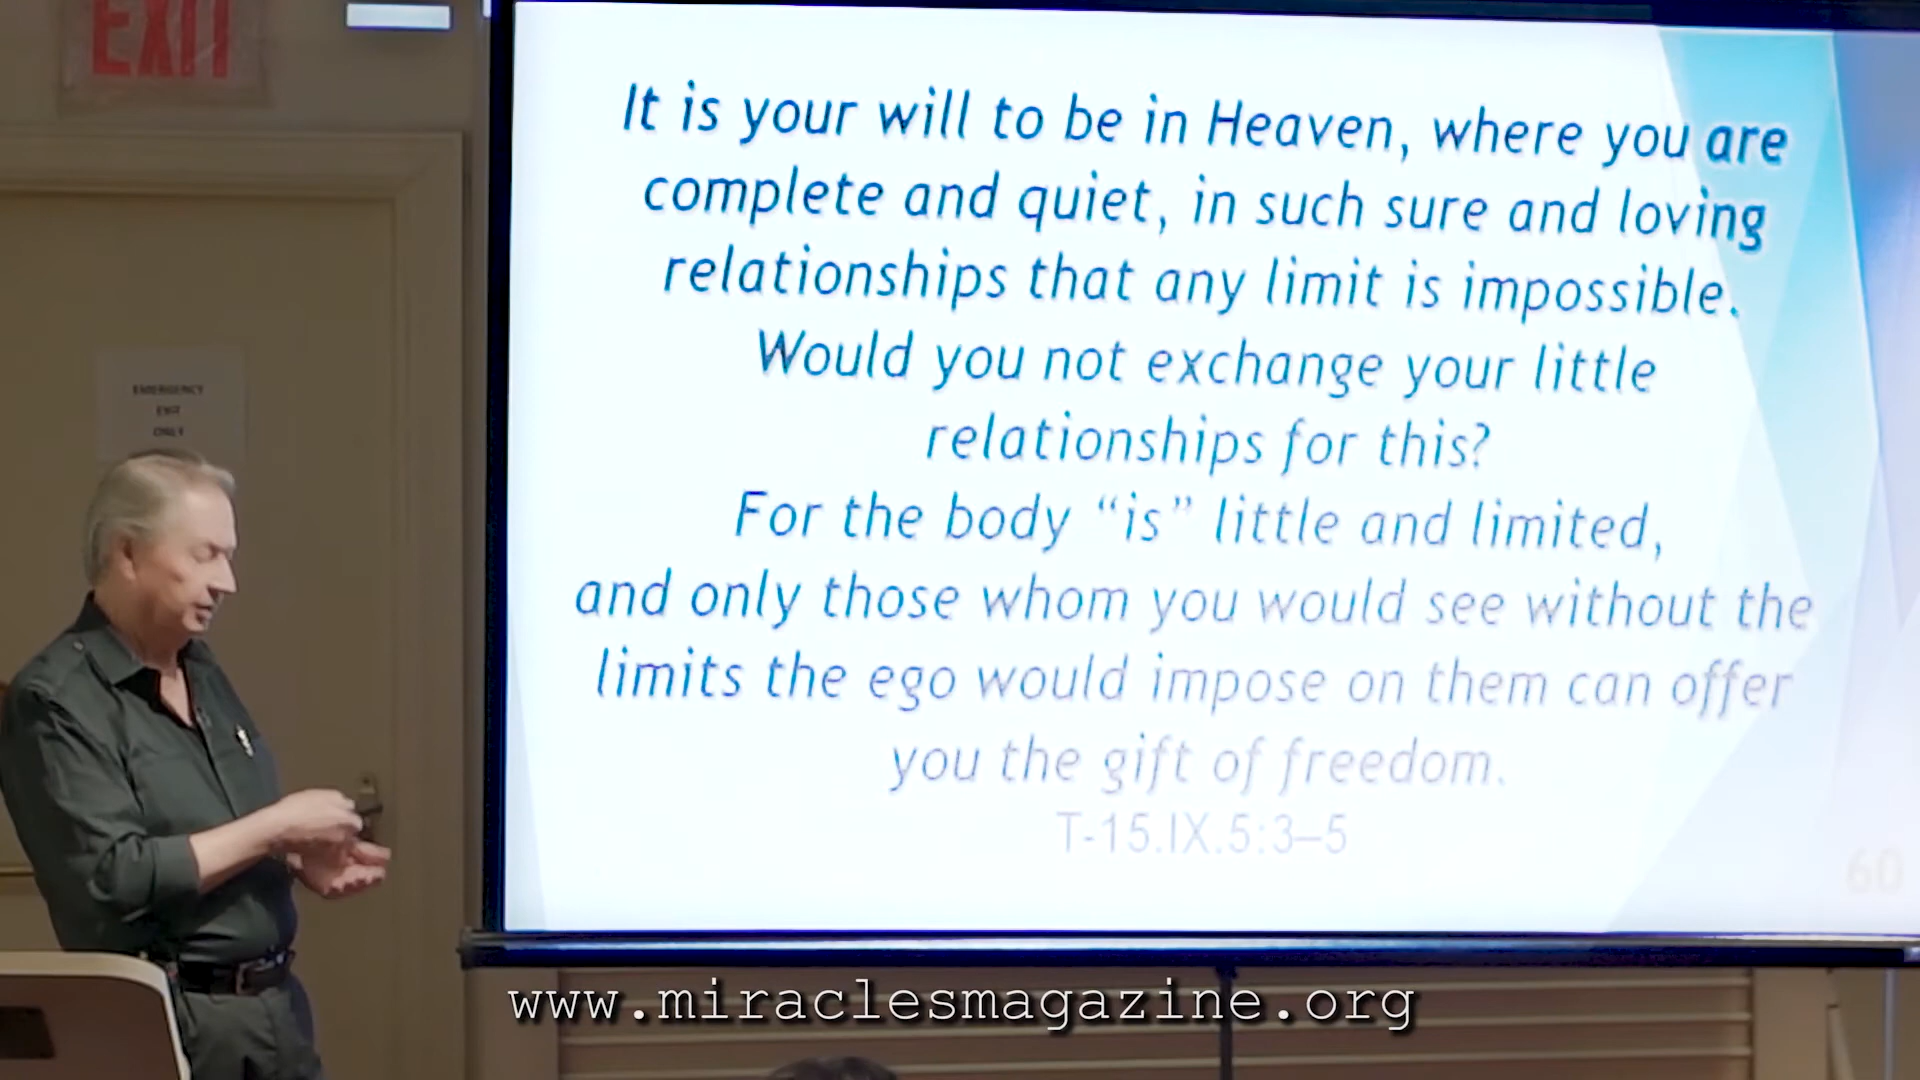 EXIT
EMERGENCY
EXIT
ONLY
It is your will to be in Heaven, where you are
complete and quiet, in such sure and loving
relationships that any limit is impossible.
Would you not exchange your little
relationships for this?
For the body “is” little and limited,
and only those whom you would see without the
limits the ego would impose on them can offer
you the gift of freedom.
T-15.IX.5:3–5
60
www.miraclesmagazine.org